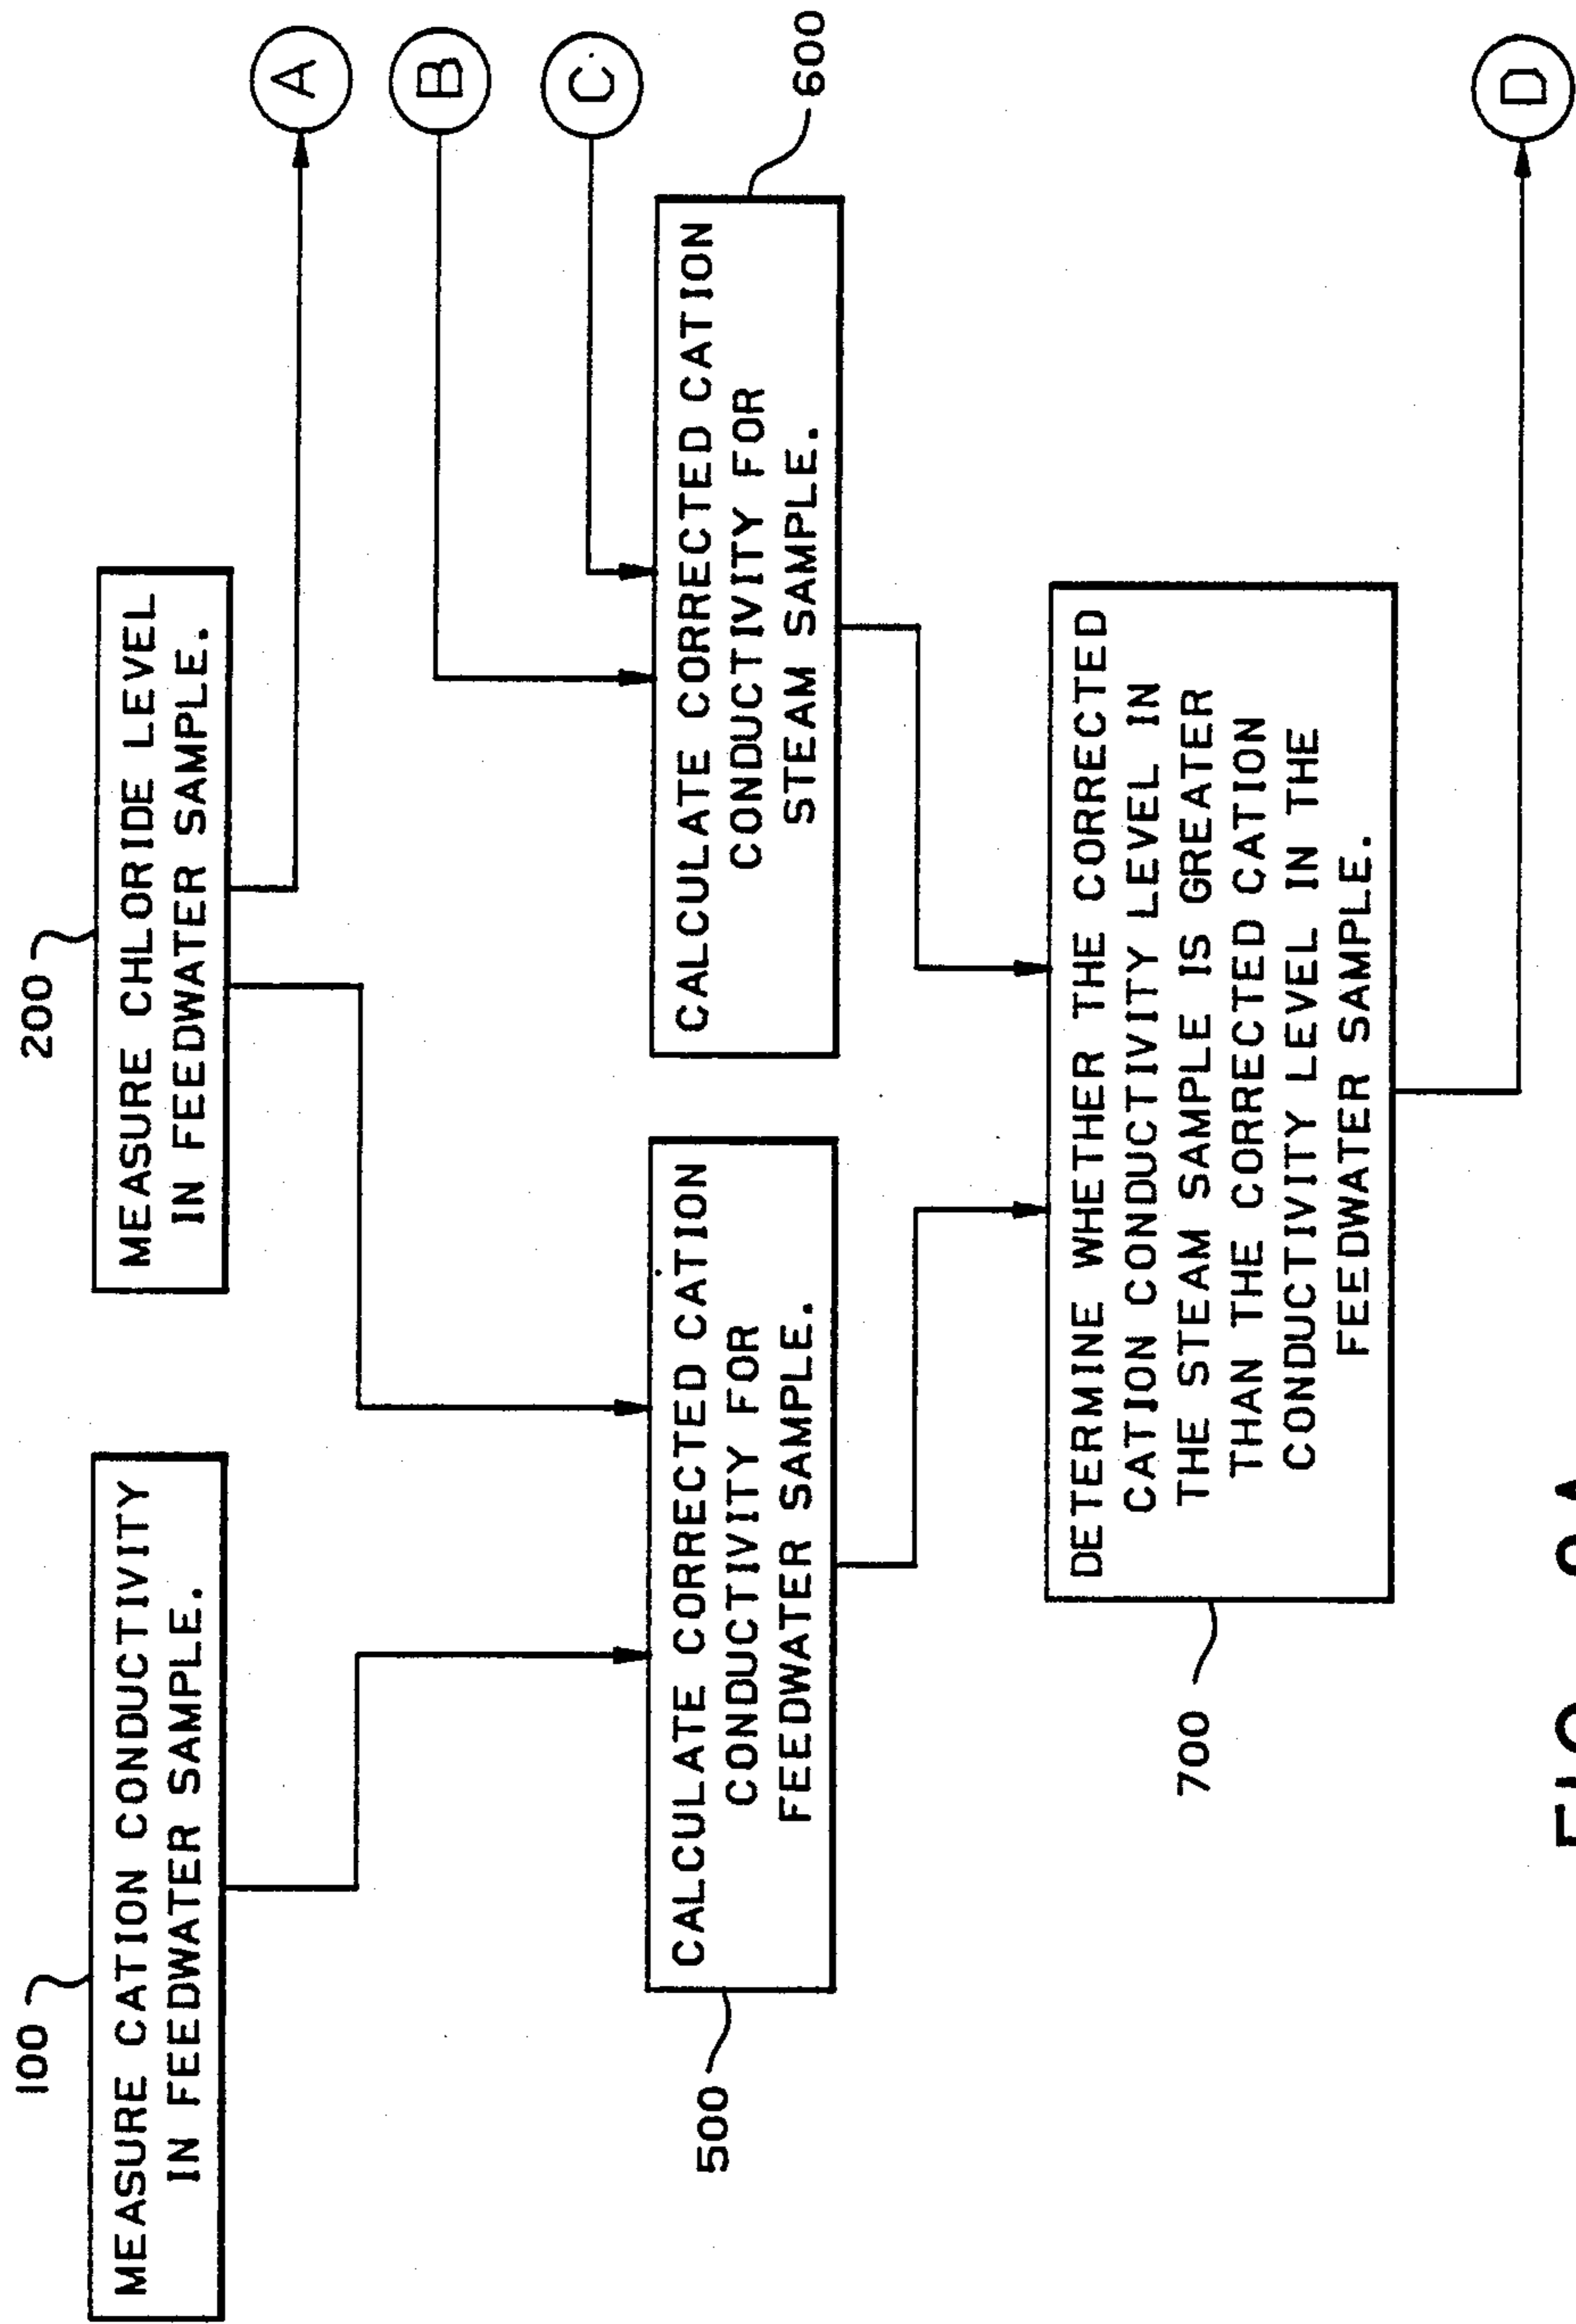 100
MEASURE CATION CONDUCTIVITY
IN FEEDWATER SAMPLE.
200
MEASURE CHLORIDE LEVEL
IN FEEDWATER SAMPLE.
A
B
C
500
CALCULATE CORRECTED CATION
CONDUCTIVITY FOR
FEEDWATER SAMPLE.
CALCULATE CORRECTED CATION
CONDUCTIVITY FOR
STEAM SAMPLE.
600
700
DETERMINE WHETHER THE CORRECTED
CATION CONDUCTIVITY LEVEL IN
THE STEAM SAMPLE IS GREATER
THAN THE CORRECTED CATION
CONDUCTIVITY LEVEL IN THE
FEEDWATER SAMPLE.
D